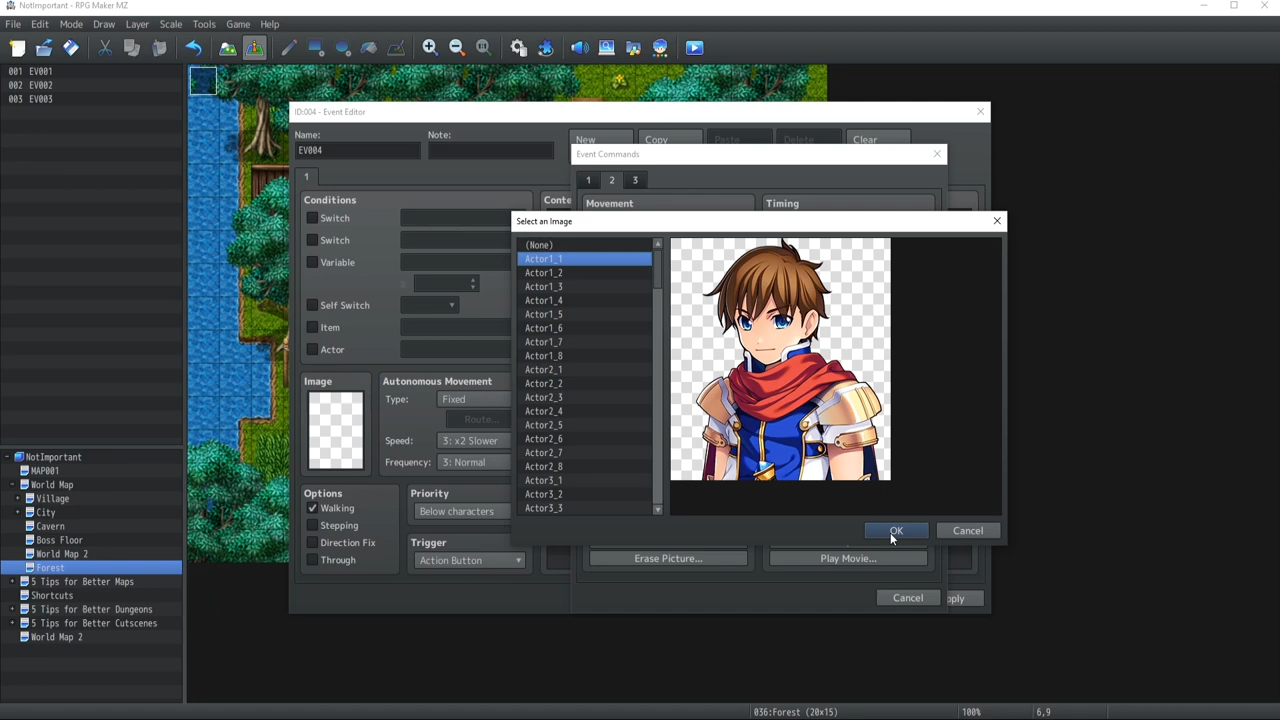 NotImportant - RPG Maker MZ
File Edit Mode Draw Layer Scale Tools Game Help
001 EV001
002 EV002
003 EV003
ID:004 - Event Editor
Name:
Note:
EV004
New
Copy
Paste
Delete
Clear
1
Conditions
Switch
Switch
Variable
Self Switch
Item
Actor
Conte
Image
Autonomous Movement
Type:
Fixed
Route...
Speed:
3: x2 Slower
Frequency:
3: Normal
Options
Walking
Stepping
Direction Fix
Through
Priority
Below characters
Trigger
Action Button
Event Commands
1 2 3
Movement
Timing
Select an Image
(None)
Actor1_1
Actor1_2
Actor1_3
Actor1_4
Actor1_5
Actor1_6
Actor1_7
Actor1_8
Actor2_1
Actor2_2
Actor2_3
Actor2_4
Actor2_5
Actor2_6
Actor2_7
Actor2_8
Actor3_1
Actor3_2
Actor3_3
OK
Cancel
Erase Picture...
Play Movie...
Cancel
pply
NotImportant
MAP001
World Map
Village
City
Cavern
Boss Floor
World Map 2
Forest
5 Tips for Better Maps
Shortcuts
5 Tips for Better Dungeons
5 Tips for Better Cutscenes
World Map 2
036:Forest (20x15)
100%
6,9